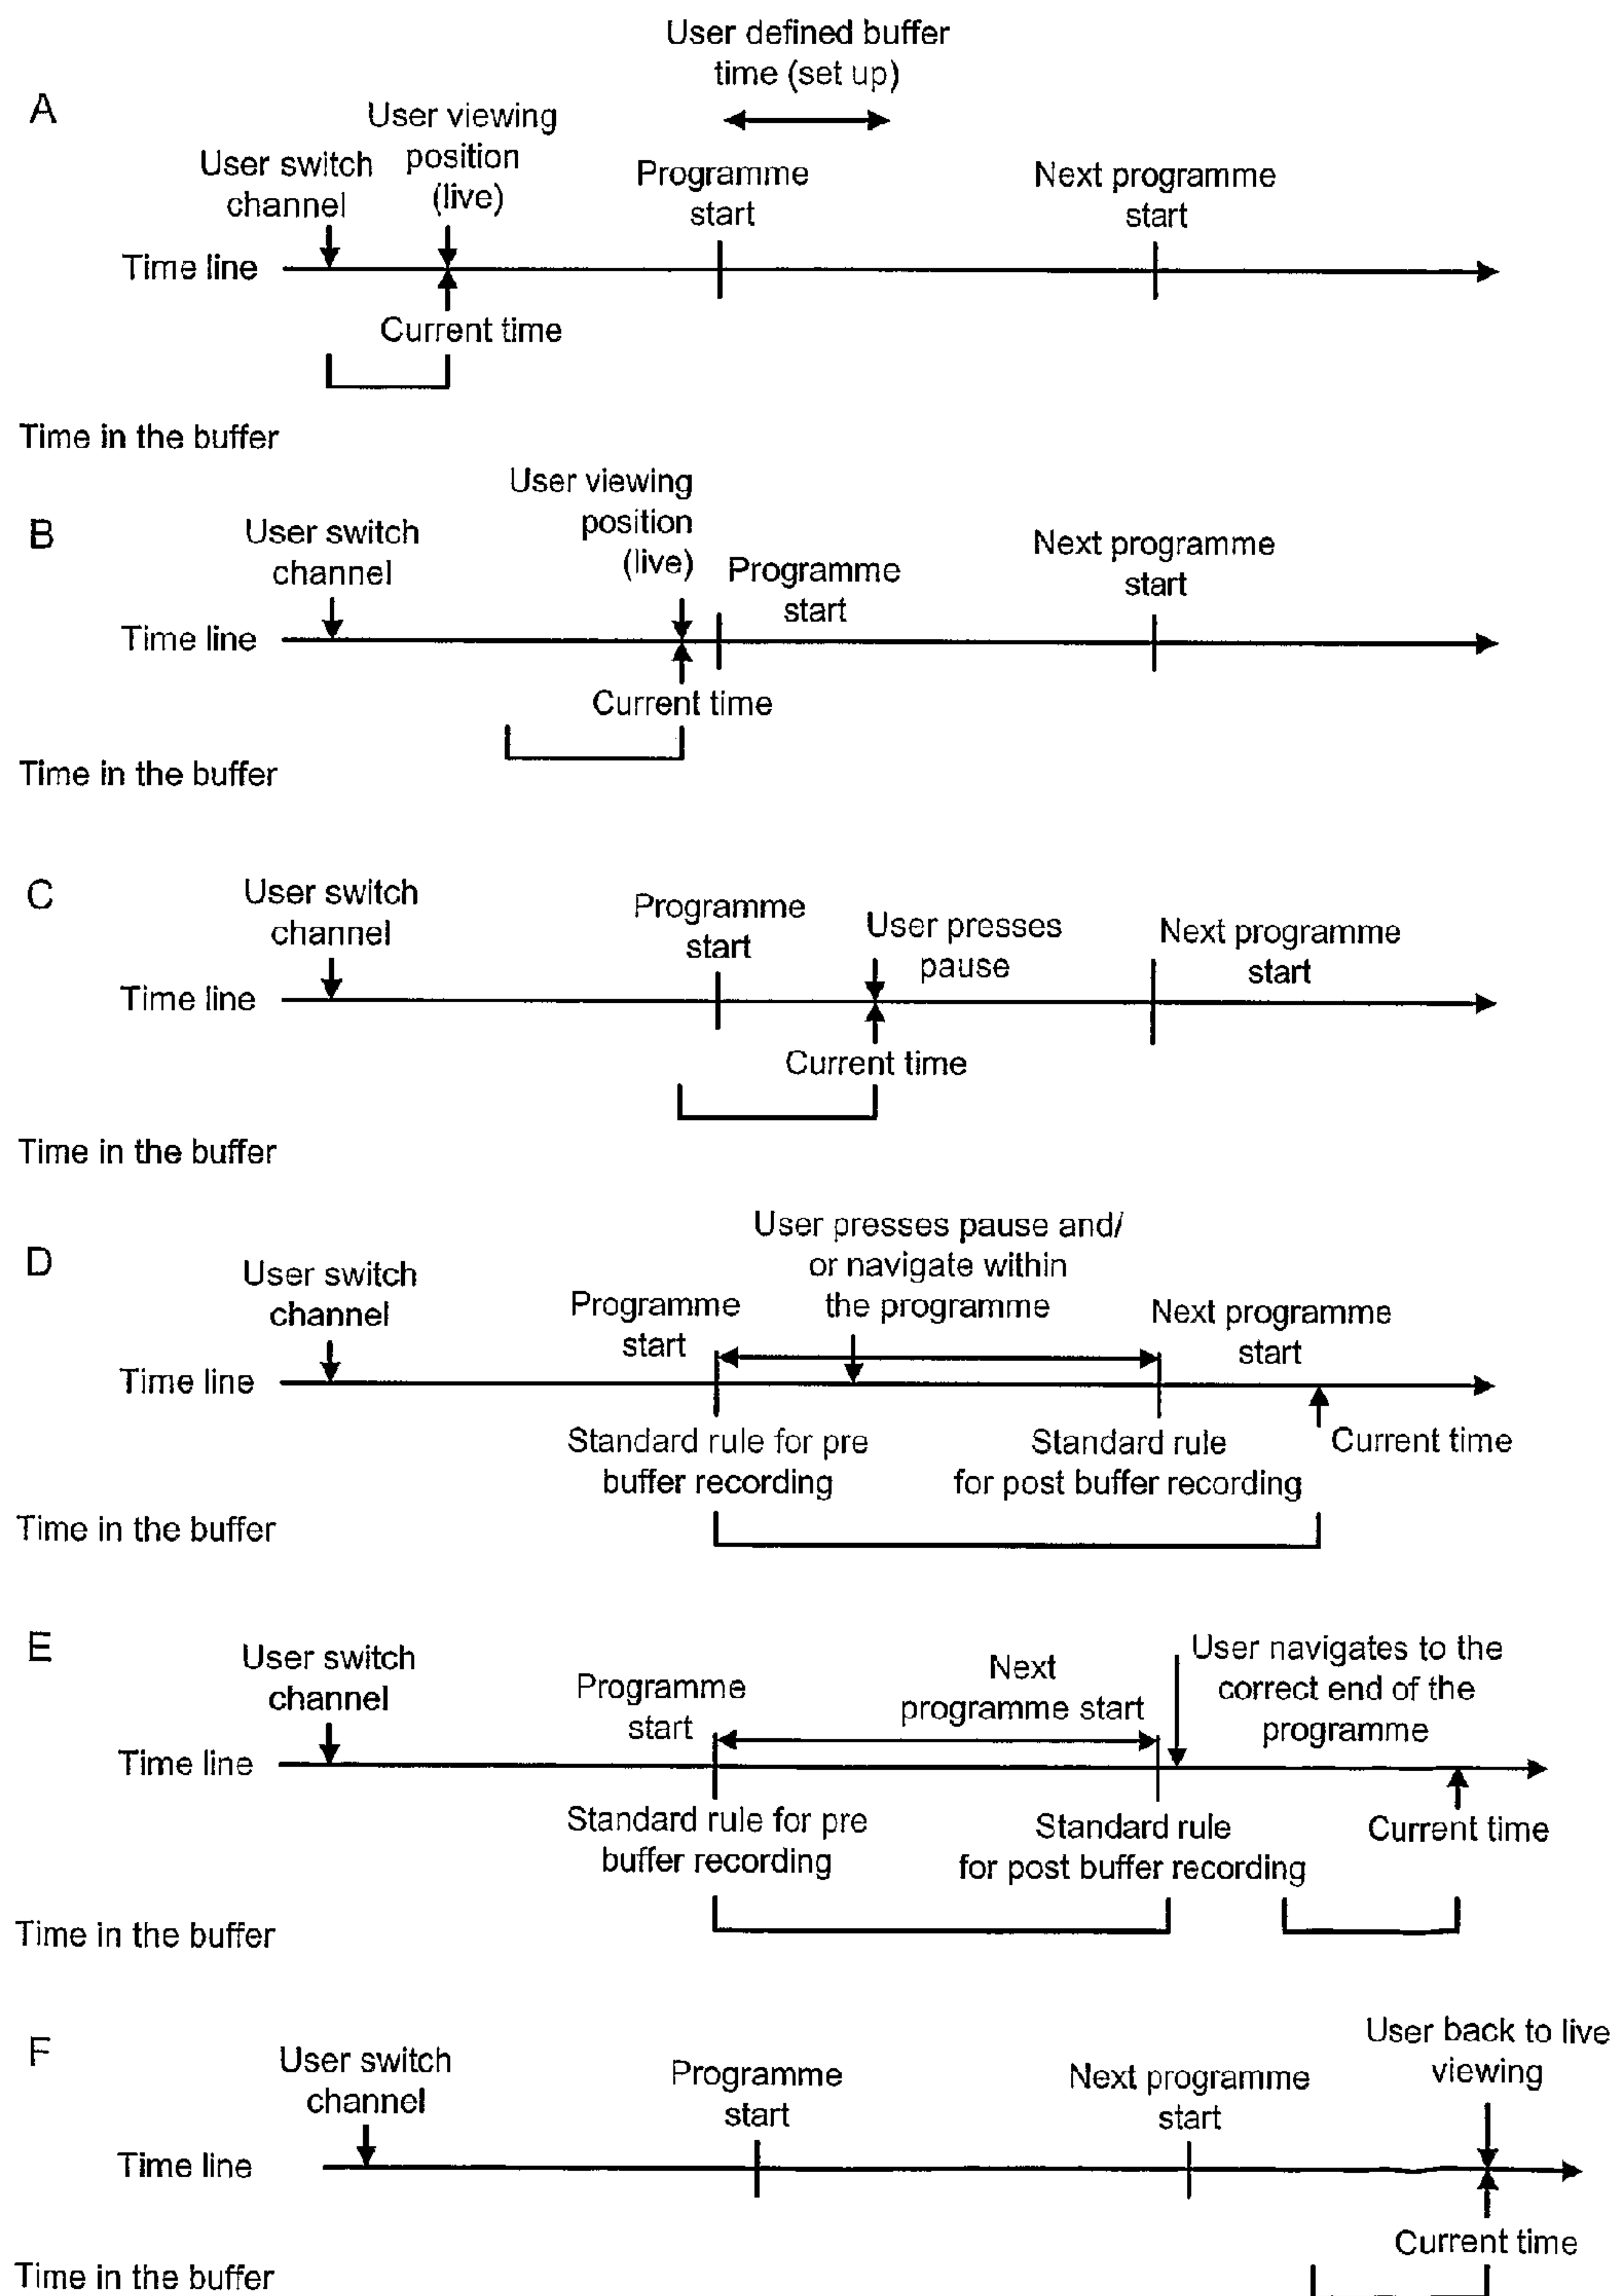 User defined buffer
time (set up)
A
User viewing
position
(live)
User switch
channel
Programme
start
Next programme
start
Time line
Current time
Time in the buffer
User viewing
position
(live)
B
User switch
channel
Programme
start
Next programme
start
Time line
Current time
Time in the buffer
C
User switch
channel
Programme
start
User presses
pause
Next programme
start
Time line
Current time
Time in the buffer
D
User presses pause and/
or navigate within
the programme
User switch
channel
Programme
start
Next programme
start
Time line
Standard rule for pre
buffer recording
Standard rule
for post buffer recording
Current time
Time in the buffer
E
User switch
channel
Programme
start
Next
programme start
User navigates to the
correct end of the
programme
Time line
Standard rule for pre
buffer recording
Standard rule
for post buffer recording
Current time
Time in the buffer
F
User switch
channel
Programme
start
Next programme
start
User back to live
viewing
Time line
Current time
Time in the buffer